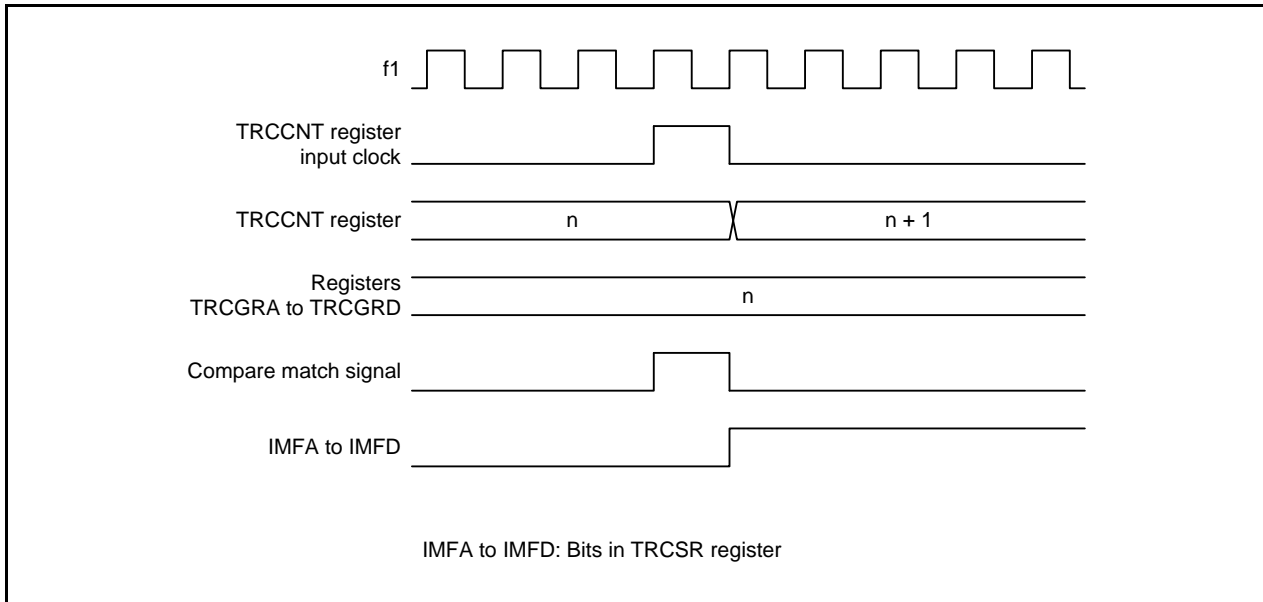 f1
TRCCNT register
input clock
TRCCNT register
n
n + 1
Registers
TRCGRA to TRCGRD
n
Compare match signal
IMFA to IMFD
IMFA to IMFD: Bits in TRCSR register